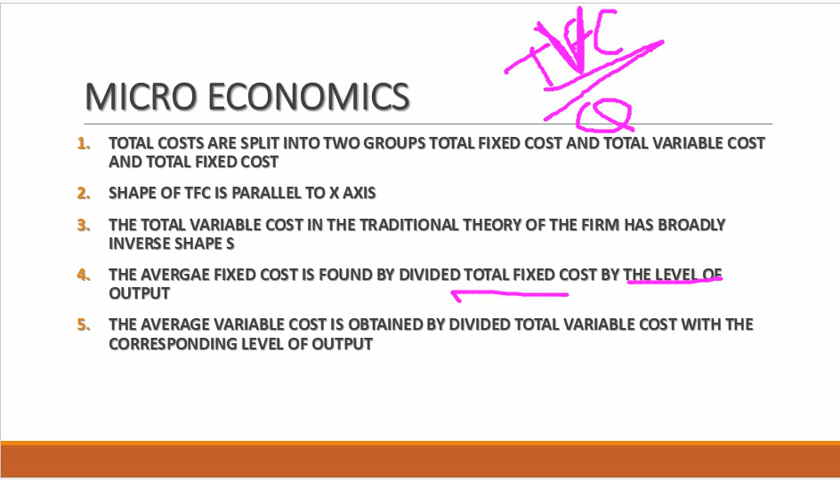 TFC
Q
MICRO ECONOMICS
1. TOTAL COSTS ARE SPLIT INTO TWO GROUPS TOTAL FIXED COST AND TOTAL VARIABLE COST
AND TOTAL FIXED COST
2. SHAPE OF TFC IS PARALLEL TO X AXIS
3. THE TOTAL VARIABLE COST IN THE TRADITIONAL THEORY OF THE FIRM HAS BROADLY
INVERSE SHAPE S
4. THE AVERGAE FIXED COST IS FOUND BY DIVIDED TOTAL FIXED COST BY THE LEVEL OF
OUTPUT
5. THE AVERAGE VARIABLE COST IS OBTAINED BY DIVIDED TOTAL VARIABLE COST WITH THE
CORRESPONDING LEVEL OF OUTPUT